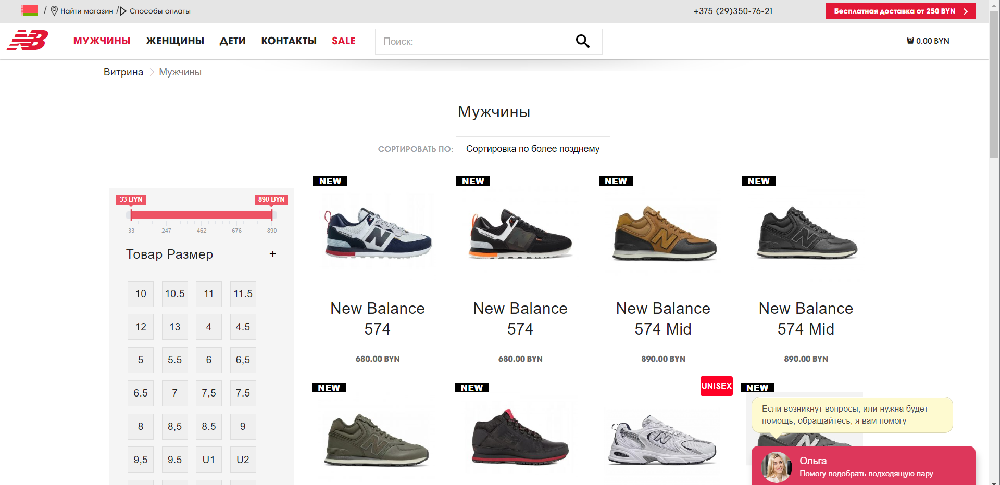 / Найти магазин / Способы оплаты
+375 (29)350-76-21
Бесплатная доставка от 250 BYN
NB
МУЖЧИНЫ ЖЕНЩИНЫ ДЕТИ КОНТАКТЫ SALE
Поиск:
0.00 BYN
Витрина Мужчины
Мужчины
СОРТИРОВАТЬ ПО: Сортировка по более позднему
33 BYN 890 BYN
33 247 462 676 890
Товар Размер +
10 10.5 11 11.5
12 13 4 4.5
5 5.5 6 6,5
6.5 7 7,5 7.5
8 8,5 8.5 9
9,5 9.5 U1 U2
NEW NEW NEW NEW
New Balance
574
680.00 BYN
New Balance
574
680.00 BYN
New Balance
574 Mid
890.00 BYN
New Balance
574 Mid
890.00 BYN
NEW NEW UNISEX NEW
Если возникнут вопросы, или нужна будет
помощь, обращайтесь, я вам помогу
Ольга
Помогу подобрать подходящую пару